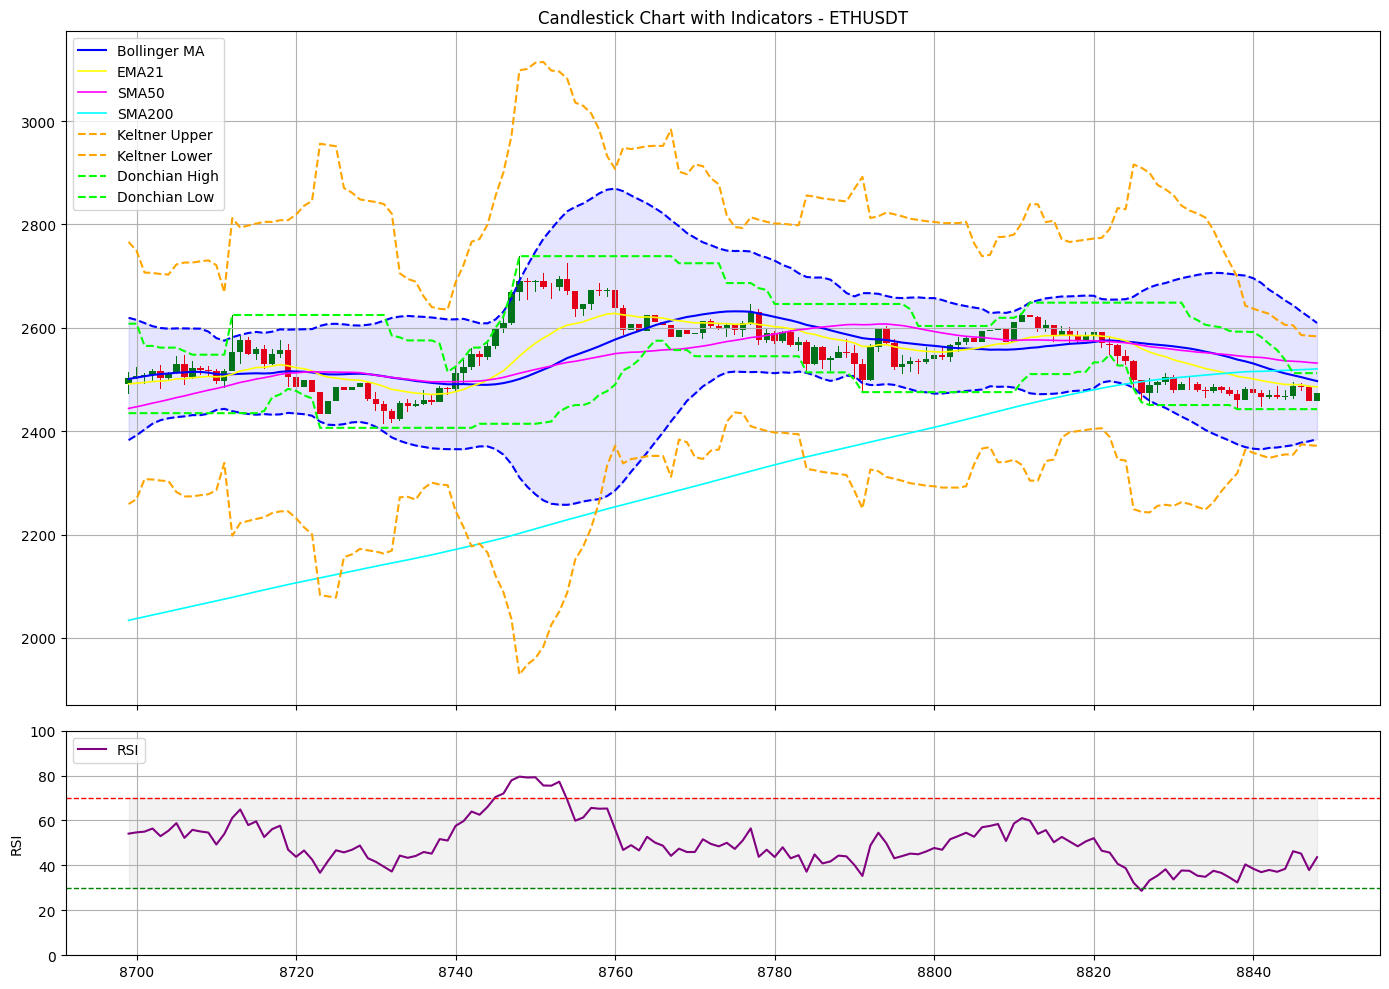 Candlestick Chart with Indicators - ETHUSDT
Bollinger MA
EMA21
SMA50
SMA200
Keltner Upper
Keltner Lower
Donchian High
Donchian Low
3000
2800
2600
2400
2200
2000
RSI
100
80
60
40
20
0
RSI
8700
8720
8740
8760
8780
8800
8820
8840